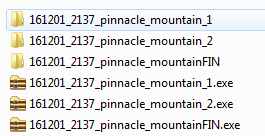 161201_2137_pinnacle_mountain_1
161201_2137_pinnacle_mountain_2
161201_2137_pinnacle_mountainFIN
161201_2137_pinnacle_mountain_1.exe
161201_2137_pinnacle_mountain_2.exe
161201_2137_pinnacle_mountainFIN.exe